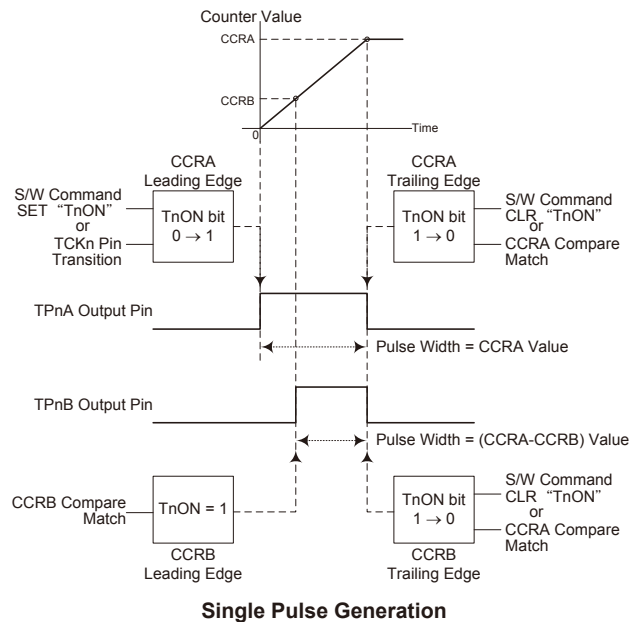 Counter Value
CCRA
CCRB
0
Time
CCRA
Leading Edge
S/W Command
SET “TnON”
or
TCKn Pin
Transition
TnON bit
0 → 1
CCRA
Trailing Edge
TnON bit
1 → 0
S/W Command
CLR “TnON”
or
CCRA Compare
Match
TPnA Output Pin
Pulse Width = CCRA Value
TPnB Output Pin
Pulse Width = (CCRA-CCRB) Value
CCRB Compare
Match
TnON = 1
CCRB
Leading Edge
TnON bit
1 → 0
CCRB
Trailing Edge
S/W Command
CLR “TnON”
or
CCRA Compare
Match
Single Pulse Generation